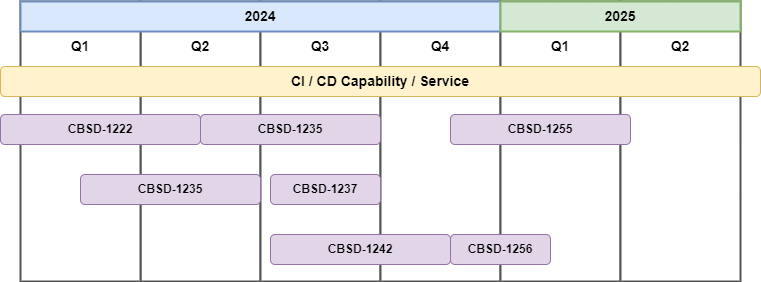 2024 2025
Q1 Q2 Q3 Q4 Q1 Q2
CI / CD Capability / Service
CBSD-1222 CBSD-1235 CBSD-1255
CBSD-1235 CBSD-1237
CBSD-1242 CBSD-1256